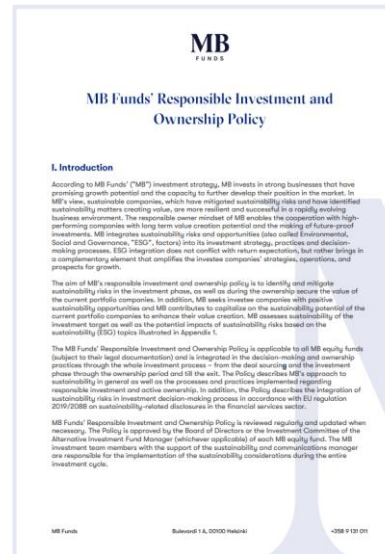 MB
FUNDS
MB Funds' Responsible Investment and
Ownership Policy
I. Introduction
According to MB Funds' ("MB") investment strategy, MB invests in strong businesses that have
promising growth potential and the capacity to further develop their position in the market. In
MB's view, sustainable companies, which have mitigated sustainability risks and have identified
sustainability matters creating value, are more resilient and successful in a rapidly evolving
business environment. The responsible owner mindset of MB enables the cooperation with high-
performing companies with long term value creation potential and the making of future-proof
investments. MB integrates sustainability risks and opportunities (also called Environmental,
Social and Governance, "ESG", factors) into its investment strategy, practices and decision-
making processes. ESG integration does not conflict with return expectation, but rather brings in
a complementary element that amplifies the investee companies' strategies, operations, and
prospects for growth.
The aim of MB's responsible investment and ownership policy is to identify and mitigate
sustainability risks in the investment phase, as well as during the ownership secure the value of
the current portfolio companies. In addition, MB seeks investee companies with positive
sustainability opportunities and MB contributes to capitalize on the sustainability potential of the
current portfolio companies to enhance their value creation. MB assesses sustainability of the
investment target as well as the potential impacts of sustainability risks based on the
sustainability (ESG) topics illustrated in Appendix 1.
The MB Funds' Responsible Investment and Ownership Policy is applicable to all MB equity funds
(subject to their legal documentation) and is integrated in the decision-making and ownership
practices through the whole investment process – from the deal sourcing and the investment
phase through the ownership period and till the exit. The Policy describes MB's approach to
sustainability in general as well as the processes and practices implemented regarding
responsible investment and active ownership. In addition, the Policy describes the integration of
sustainability risks in investment decision-making process in accordance with EU regulation
2019/2088 on sustainability-related disclosures in the financial services sector.
MB Funds' Responsible Investment and Ownership Policy is reviewed regularly and updated when
necessary. The Policy is approved by the Board of Directors or the Investment Committee of the
Alternative Investment Fund Manager (whichever applicable) of each MB equity fund. The MB
investment team members with the support of the sustainability and communications manager
are responsible for the implementation of the sustainability considerations during the entire
investment cycle.
MB Funds Bulevardi 1 A, 00100 Helsinki +358 9 131 011